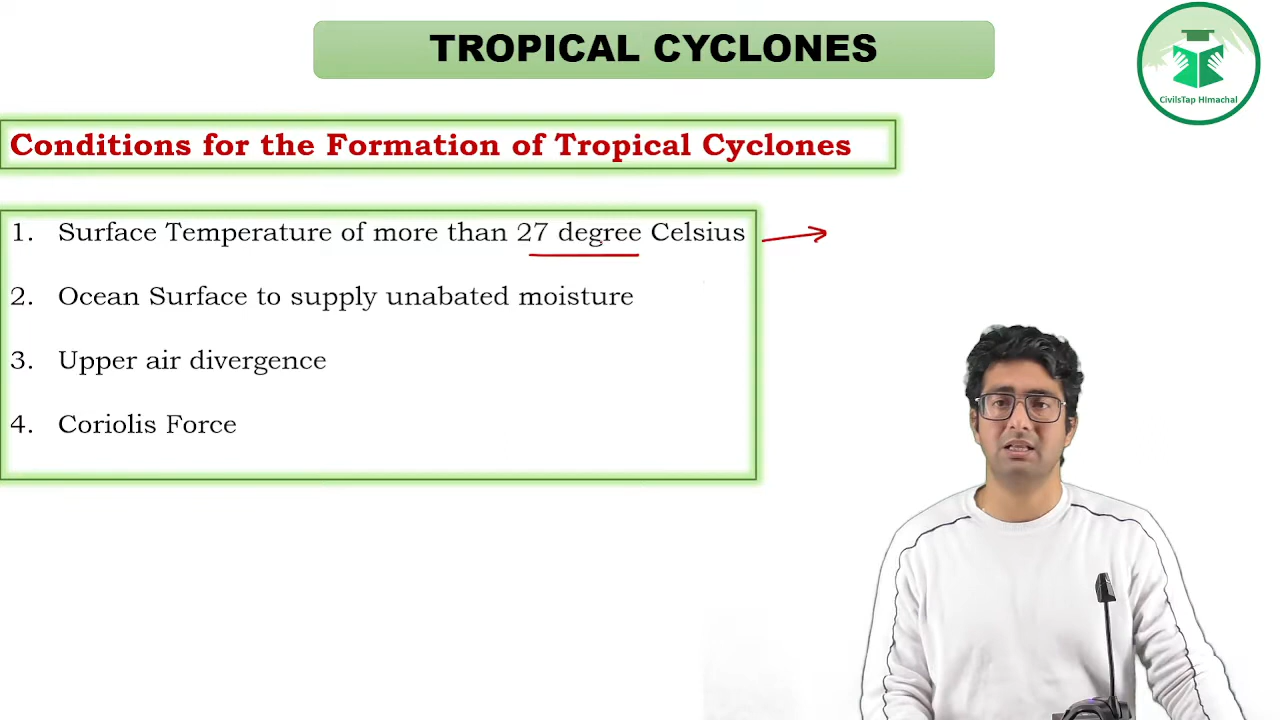 TROPICAL CYCLONES
CivilsTap HImachal
Conditions for the Formation of Tropical Cyclones
1. Surface Temperature of more than 27 degree Celsius
2. Ocean Surface to supply unabated moisture
3. Upper air divergence
4. Coriolis Force